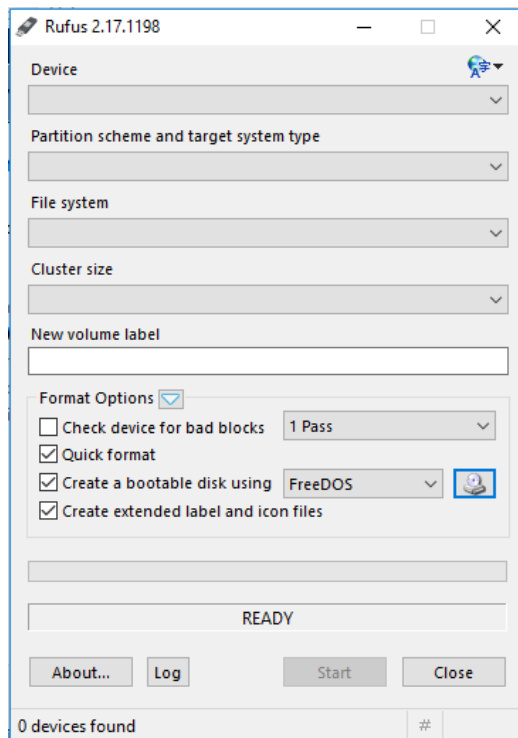 Rufus 2.17.1198
Device
Partition scheme and target system type
File system
Cluster size
New volume label
Format Options
Check device for bad blocks 1 Pass
Quick format
Create a bootable disk using FreeDOS
Create extended label and icon files
READY
About... Log Start Close
0 devices found #